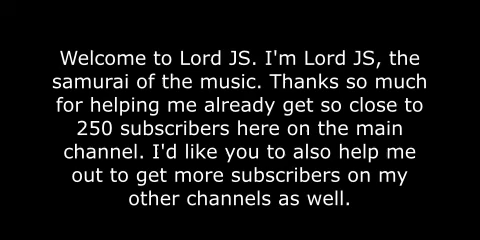 Welcome to Lord JS. I'm Lord JS, the
samurai of the music. Thanks so much
for helping me already get so close to
250 subscribers here on the main
channel. I'd like you to also help me
out to get more subscribers on my
other channels as well.